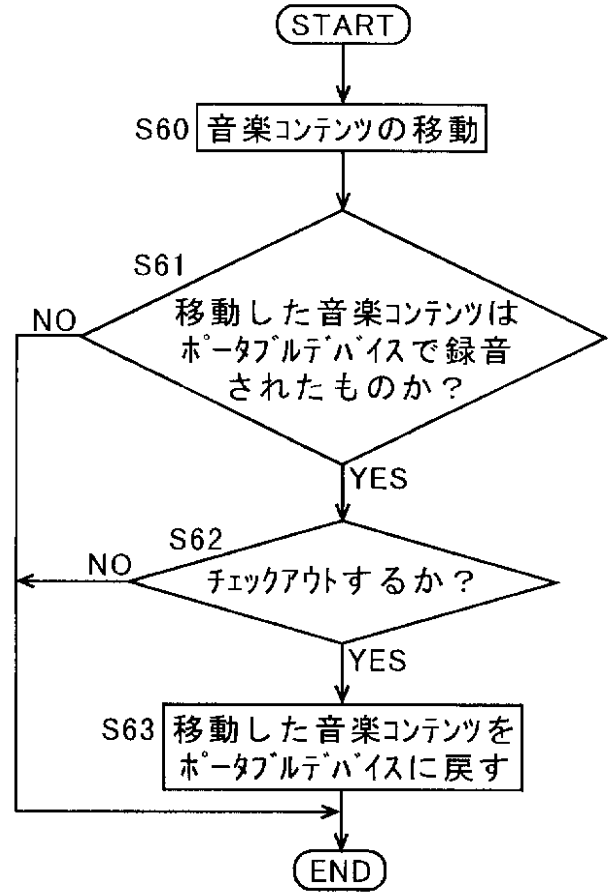 START
S60 音楽コンテンツの移動
S61
NO
移動した音楽コンテンツは
ポータブルデバイスで録音
されたものか？
YES
S62
NO
チェックアウトするか？
YES
S63 移動した音楽コンテンツを
ポータブルデバイスに戻す
END